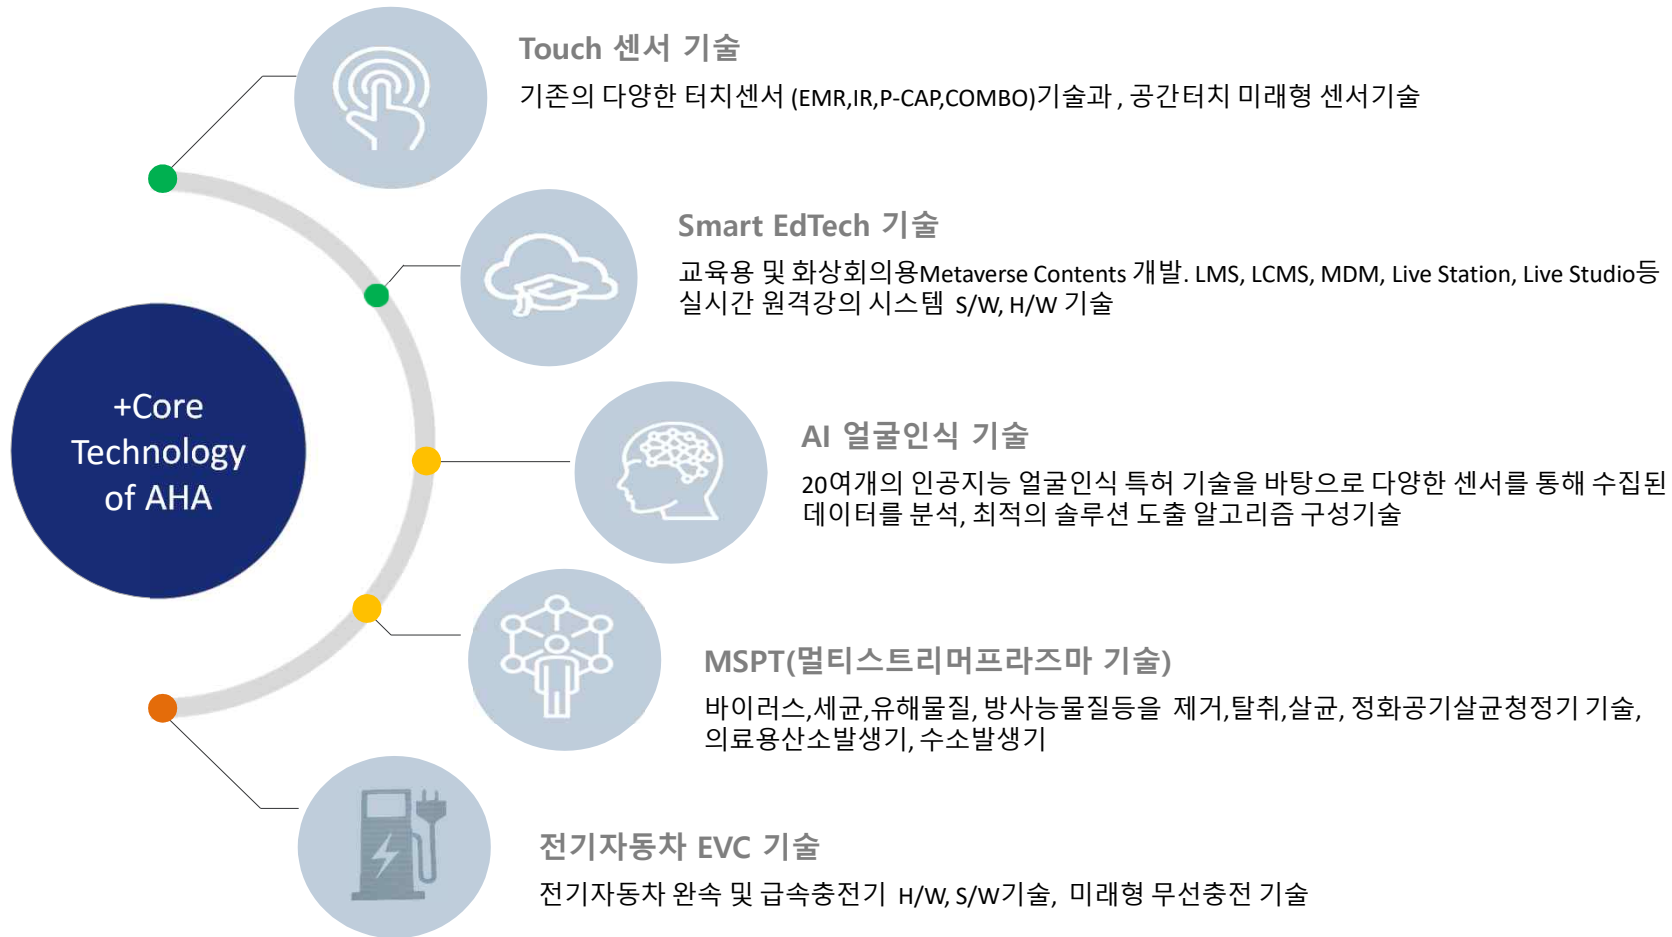 Touch 센서 기술
기존의 다양한 터치센서 (EMR,IR,P-CAP,COMBO)기술과 , 공간터치 미래형 센서기술
Smart EdTech 기술
교육용 및 화상회의용Metaverse Contents 개발. LMS, LCMS, MDM, Live Station, Live Studio등
실시간 원격강의 시스템 S/W, H/W 기술
+Core
Technology
of AHA
AI 얼굴인식 기술
20여개의 인공지능 얼굴인식 특허 기술을 바탕으로 다양한 센서를 통해 수집된
데이터를 분석, 최적의 솔루션 도출 알고리즘 구성기술
MSPT(멀티스트리머프라즈마 기술)
바이러스,세균,유해물질, 방사능물질등을 제거,탈취,살균, 정화공기살균청정기 기술,
의료용산소발생기, 수소발생기
전기자동차 EVC 기술
전기자동차 완속 및 급속충전기 H/W, S/W기술, 미래형 무선충전 기술